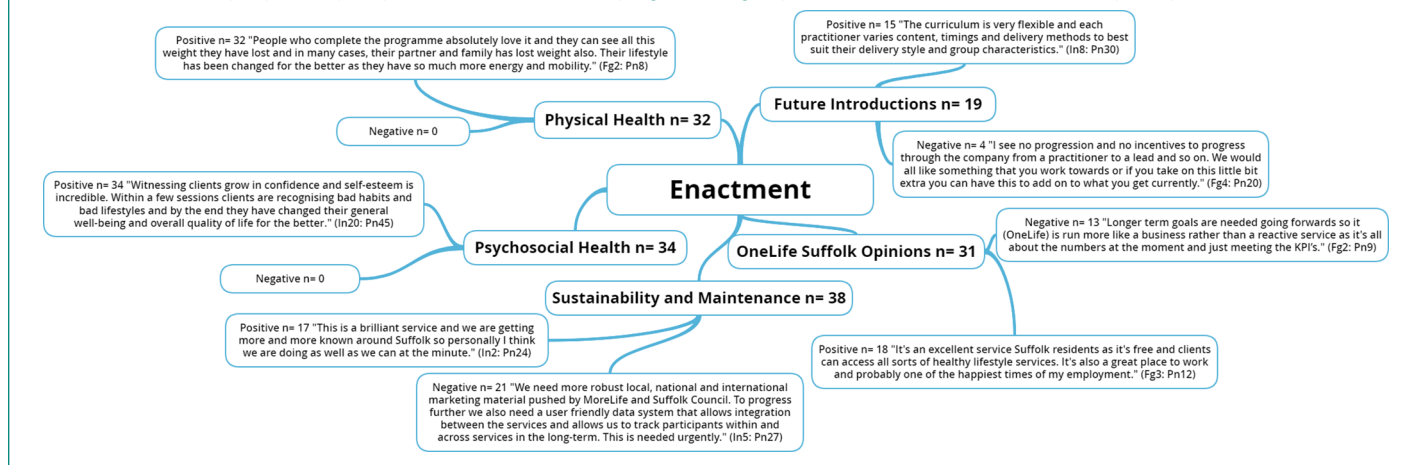 Positive n= 15 "The curriculum is very flexible and each
practitioner varies content, timings and delivery methods to best
suit their delivery style and group characteristics." (In8: Pn30)
Positive n= 32 "People who complete the programme absolutely love it and they can see all this
weight they have lost and in many cases, their partner and family has lost weight also. Their lifestyle
has been changed for the better as they have so much more energy and mobility." (Fg2: Pn8)
Future Introductions n= 19
Physical Health n= 32
Negative n= 0
Negative n= 4 "I see no progression and no incentives to progress
through the company from a practitioner to a lead and so on. We would
all like something that you work towards or if you take on this little bit
extra you can have this to add on to what you get currently." (Fg4: Pn20)
Enactment
Positive n= 34 "Witnessing clients grow in confidence and self-esteem is
incredible. Within a few sessions clients are recognising bad habits and
bad lifestyles and by the end they have changed their general
well-being and overall quality of life for the better." (In20: Pn45)
Negative n= 13 "Longer term goals are needed going forwards so it
(OneLife) is run more like a business rather than a reactive service as it's all
about the numbers at the moment and just meeting the KPI's." (Fg2: Pn9)
Psychosocial Health n= 34
OneLife Suffolk Opinions n= 31
Negative n= 0
Sustainability and Maintenance n= 38
Positive n= 17 "This is a brilliant service and we are getting
more and more known around Suffolk so personally I think
we are doing as well as we can at the minute." (In2: Pn24)
Positive n= 18 "It's an excellent service Suffolk residents as it's free and clients
can access all sorts of healthy lifestyle services. It's also a great place to work
and probably one of the happiest times of my employment." (Fg3: Pn12)
Negative n= 21 "We need more robust local, national and international
marketing material pushed by MoreLife and Suffolk Council. To progress
further we also need a user friendly data system that allows integration
between the services and allows us to track participants within and
across services in the long-term. This is needed urgently." (In5: Pn27)